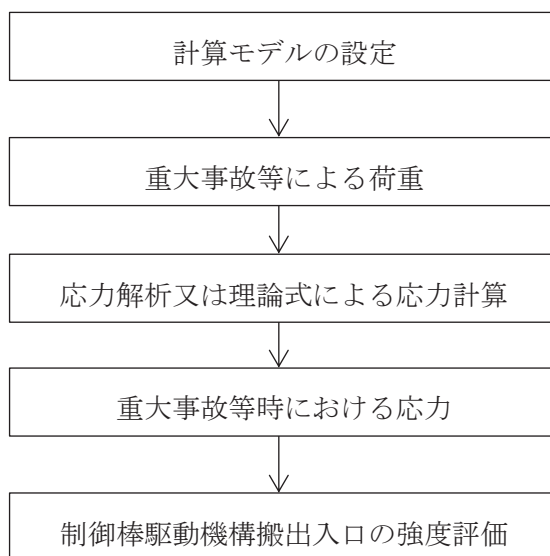 計算モデルの設定
重大事故等による荷重
応力解析又は理論式による応力計算
重大事故等時における応力
制御棒駆動機構搬出入口の強度評価